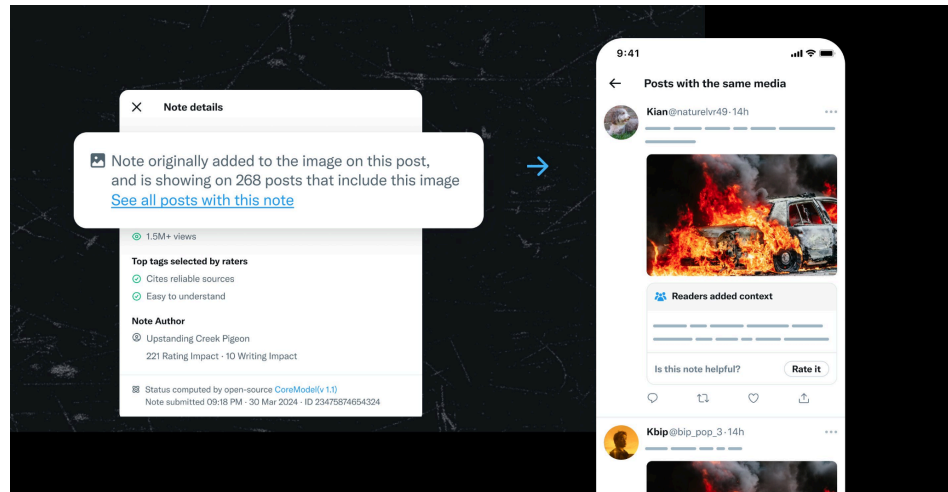 Note details
Note originally added to the image on this post,
and is showing on 268 posts that include this image
See all posts with this note
1.5M+ views
Top tags selected by raters
Cites reliable sources
Easy to understand
Note Author
Upstanding Creek Pigeon
221 Rating Impact · 10 Writing Impact
Status computed by open-source CoreModel(v 1.1)
Note submitted 09:18 PM · 30 Mar 2024 · ID 23475874654324
9:41
Posts with the same media
Kian@naturelvr49·14h
Readers added context
Is this note helpful?
Rate it
Kbip@bip_pop_3·14h